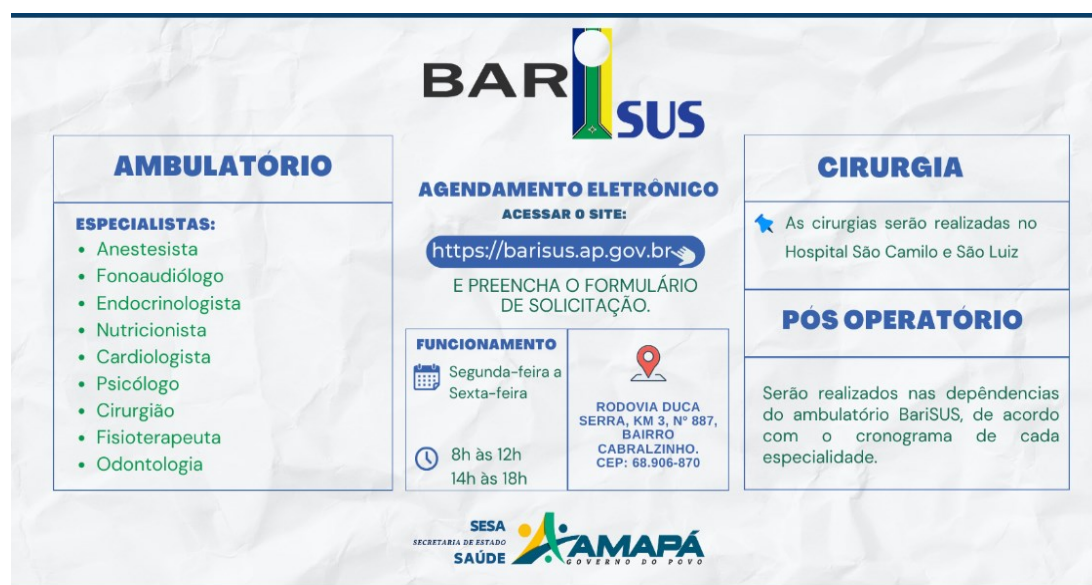 BARISUS
AMBULATÓRIO
ESPECIALISTAS:
• Anestesista
• Fonoaudiólogo
• Endocrinologista
• Nutricionista
• Cardiologista
• Psicólogo
• Cirurgião
• Fisioterapeuta
• Odontologia
AGENDAMENTO ELETRÔNICO
ACESSAR O SITE:
https://barisus.ap.gov.br
E PREENCHA O FORMULÁRIO
DE SOLICITAÇÃO.
FUNCIONAMENTO
Segunda-feira a
Sexta-feira
8h às 12h
14h às 18h
RODOVIA DUCA
SERRA, KM 3, Nº 887,
BAIRRO
CABRALZINHO.
CEP: 68.906-870
CIRURGIA
As cirurgias serão realizadas no
Hospital São Camilo e São Luiz
PÓS OPERATÓRIO
Serão realizados nas depêndencias
do ambulatório BariSUS, de acordo
com o cronograma de cada
especialidade.
SESA
SECRETARIA DE ESTADO
SAÚDE
AMAPÁ
GOVERNO DO POVO